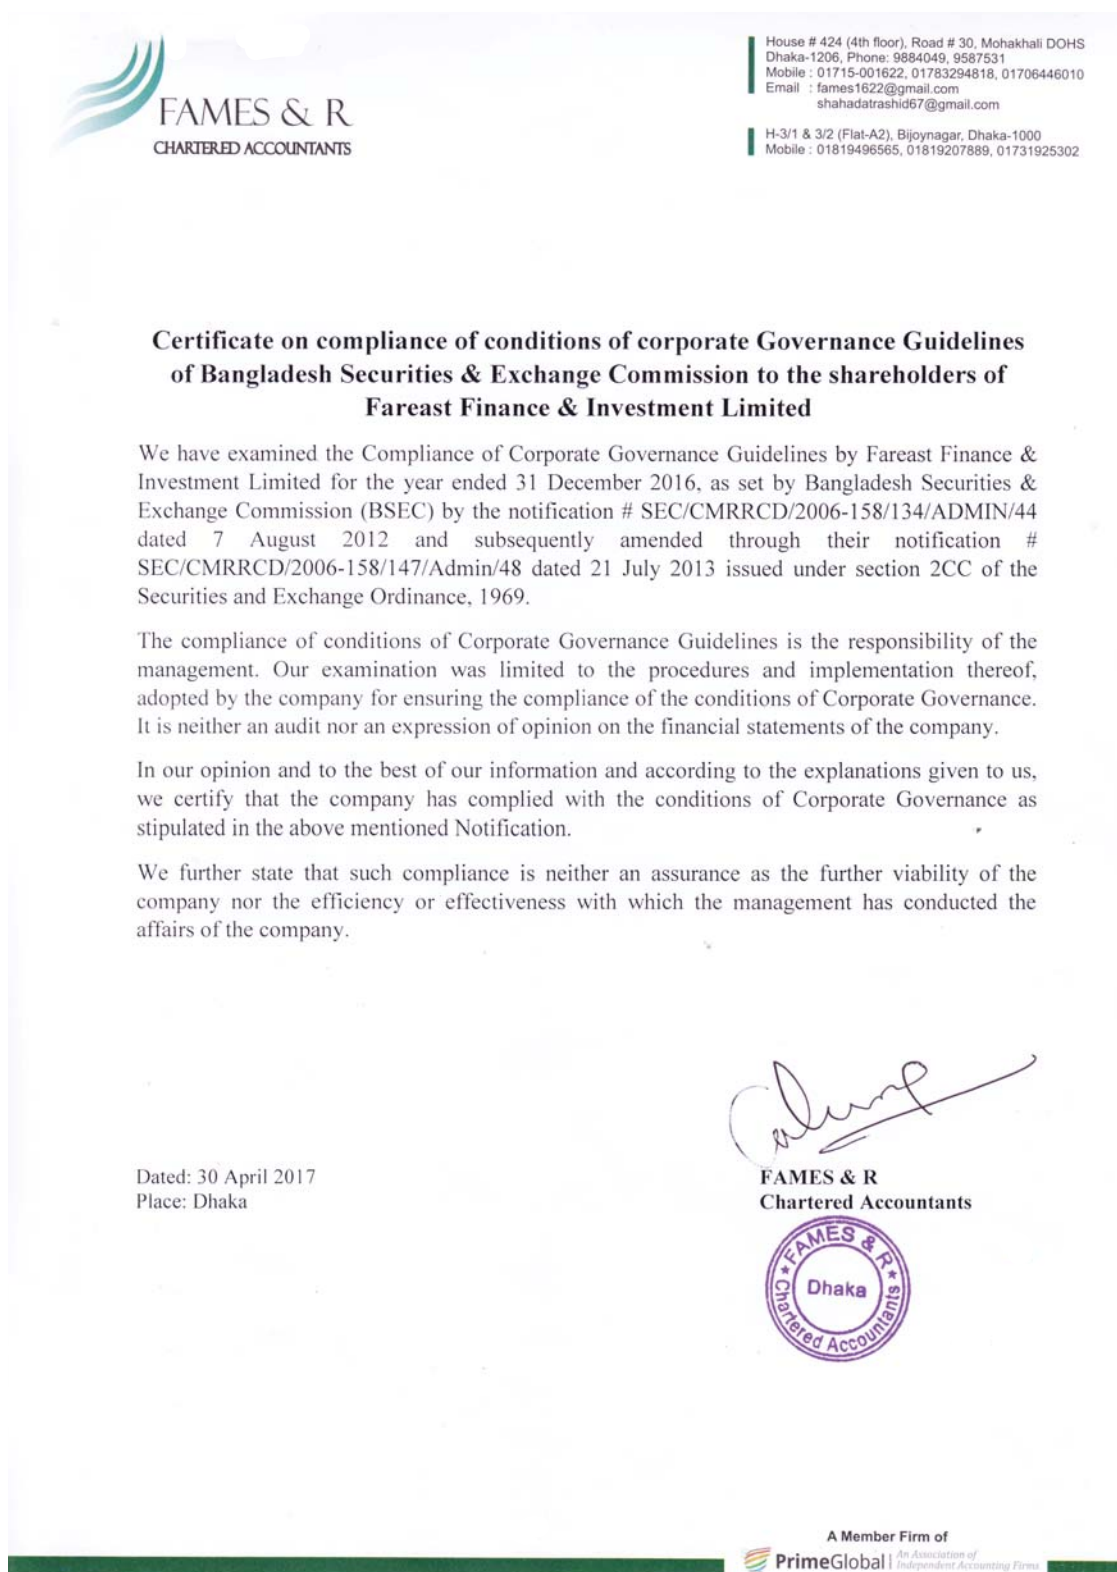 FAMES & R
CHARTERED ACCOUNTANTS
House # 424 (4th floor), Road # 30, Mohakhali DOHS
Dhaka-1206, Phone: 9884049, 9587531
Mobile : 01715-001622, 01783294818, 01706446010
Email : fames1622@gmail.com
shahadatrashid67@gmail.com
H-3/1 & 3/2 (Flat-A2), Bijoynagar, Dhaka-1000
Mobile : 01819496565, 01819207889, 01731925302
Certificate on compliance of conditions of corporate Governance Guidelines
of Bangladesh Securities & Exchange Commission to the shareholders of
Fareast Finance & Investment Limited
We have examined the Compliance of Corporate Governance Guidelines by Fareast Finance &
Investment Limited for the year ended 31 December 2016, as set by Bangladesh Securities &
Exchange Commission (BSEC) by the notification # SEC/CMRRCD/2006-158/134/ADMIN/44
dated 7 August 2012 and subsequently amended through their notification #
SEC/CMRRCD/2006-158/147/Admin/48 dated 21 July 2013 issued under section 2CC of the
Securities and Exchange Ordinance, 1969.
The compliance of conditions of Corporate Governance Guidelines is the responsibility of the
management. Our examination was limited to the procedures and implementation thereof,
adopted by the company for ensuring the compliance of the conditions of Corporate Governance.
It is neither an audit nor an expression of opinion on the financial statements of the company.
In our opinion and to the best of our information and according to the explanations given to us,
we certify that the company has complied with the conditions of Corporate Governance as
stipulated in the above mentioned Notification.
We further state that such compliance is neither an assurance as the further viability of the
company nor the efficiency or effectiveness with which the management has conducted the
affairs of the company.
Dated: 30 April 2017
Place: Dhaka
FAMES & R
Chartered Accountants
FAMES & R
Dhaka
Chartered Accountants
A Member Firm of
PrimeGlobal | An Association of
Independent Accounting Firms